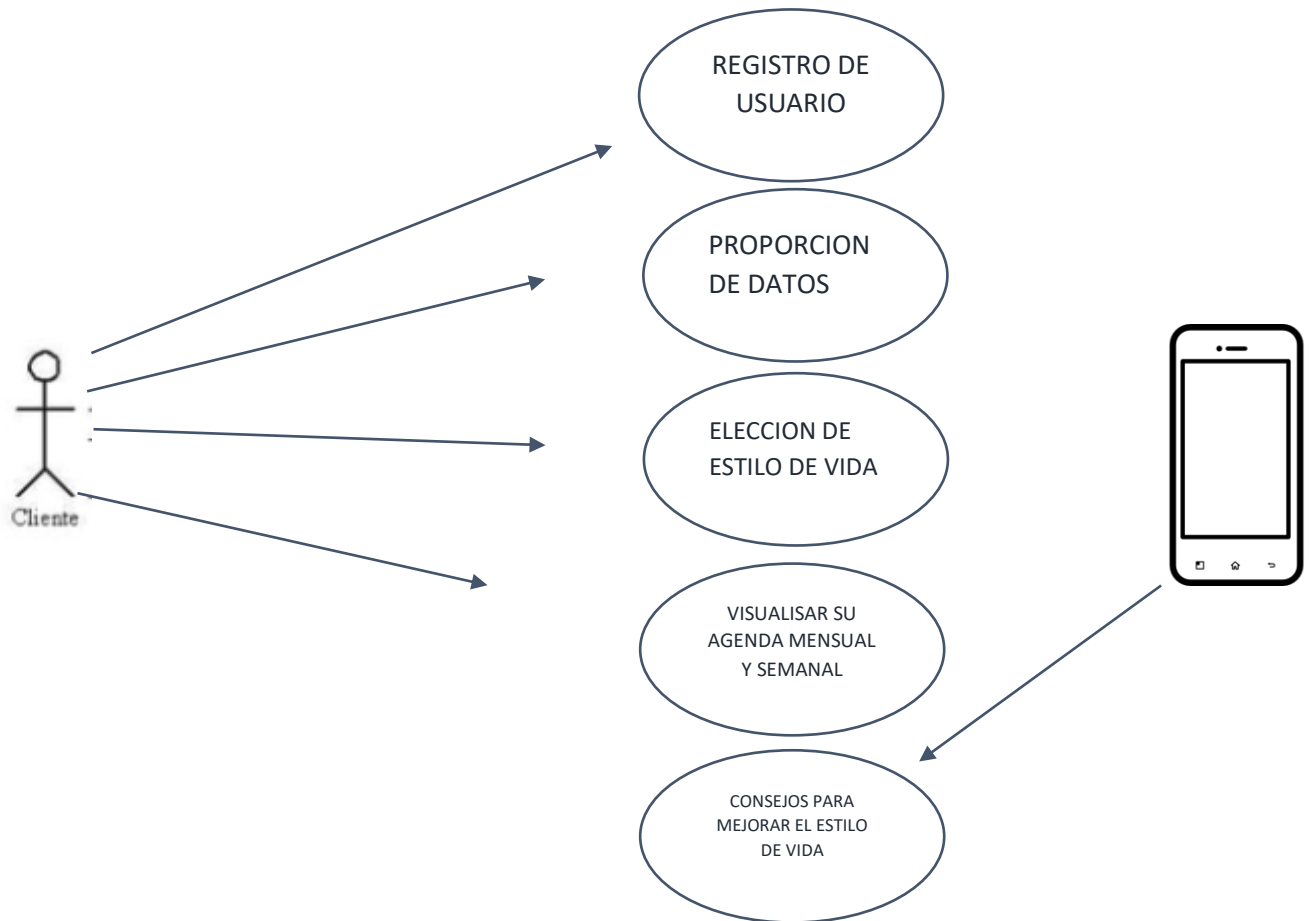 REGISTRO DE
USUARIO
PROPORCION
DE DATOS
ELECCION DE
ESTILO DE VIDA
Cliente
VISUALISAR SU
AGENDA MENSUAL
Y SEMANAL
CONSEJOS PARA
MEJORAR EL ESTILO
DE VIDA